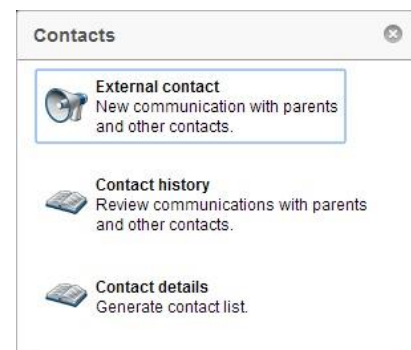 Contacts
External contact
New communication with parents
and other contacts.
Contact history
Review communications with parents
and other contacts.
Contact details
Generate contact list.